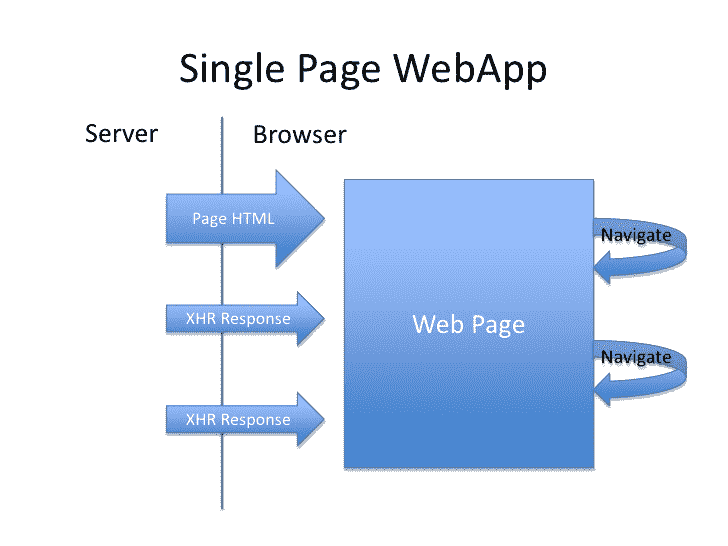 Single Page WebApp
Server
Browser
Page HTML
Navigate
XHR Response
Web Page
Navigate
XHR Response